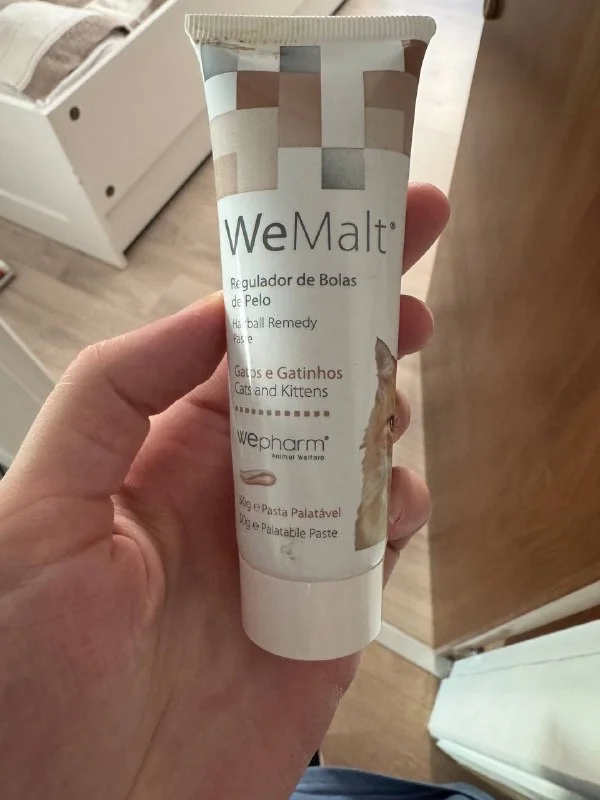 WeMalt®
Regulador de Bolas
de Pelo
Hairball Remedy
Paste
Gatos e Gatinhos
Cats and Kittens
wepharm®
Animal Welfare
50g e Pasta Palatável
50g e Palatable Paste